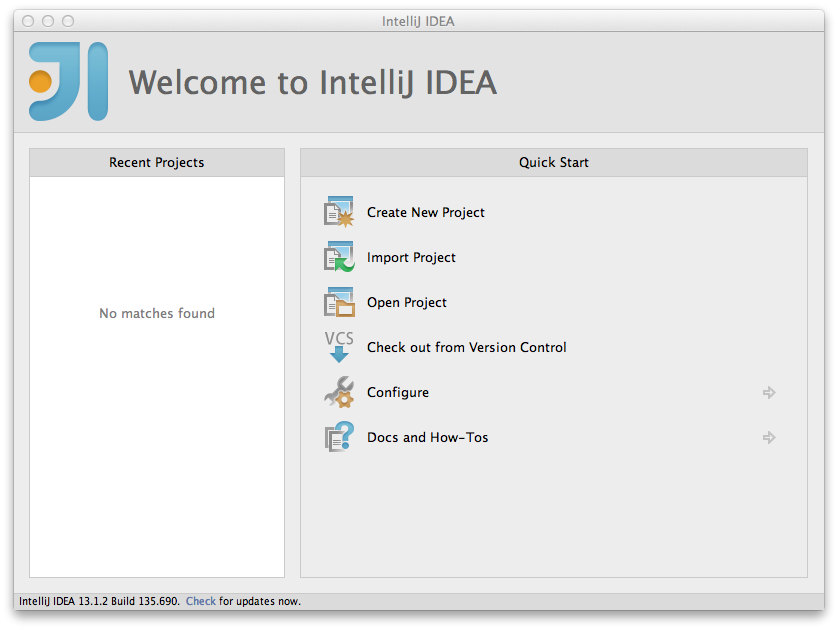 IntelliJ IDEA
Welcome to IntelliJ IDEA
Recent Projects
No matches found
Quick Start
Create New Project
Import Project
Open Project
VCS
Check out from Version Control
Configure
Docs and How-Tos
IntelliJ IDEA 13.1.2 Build 135.690. Check for updates now.